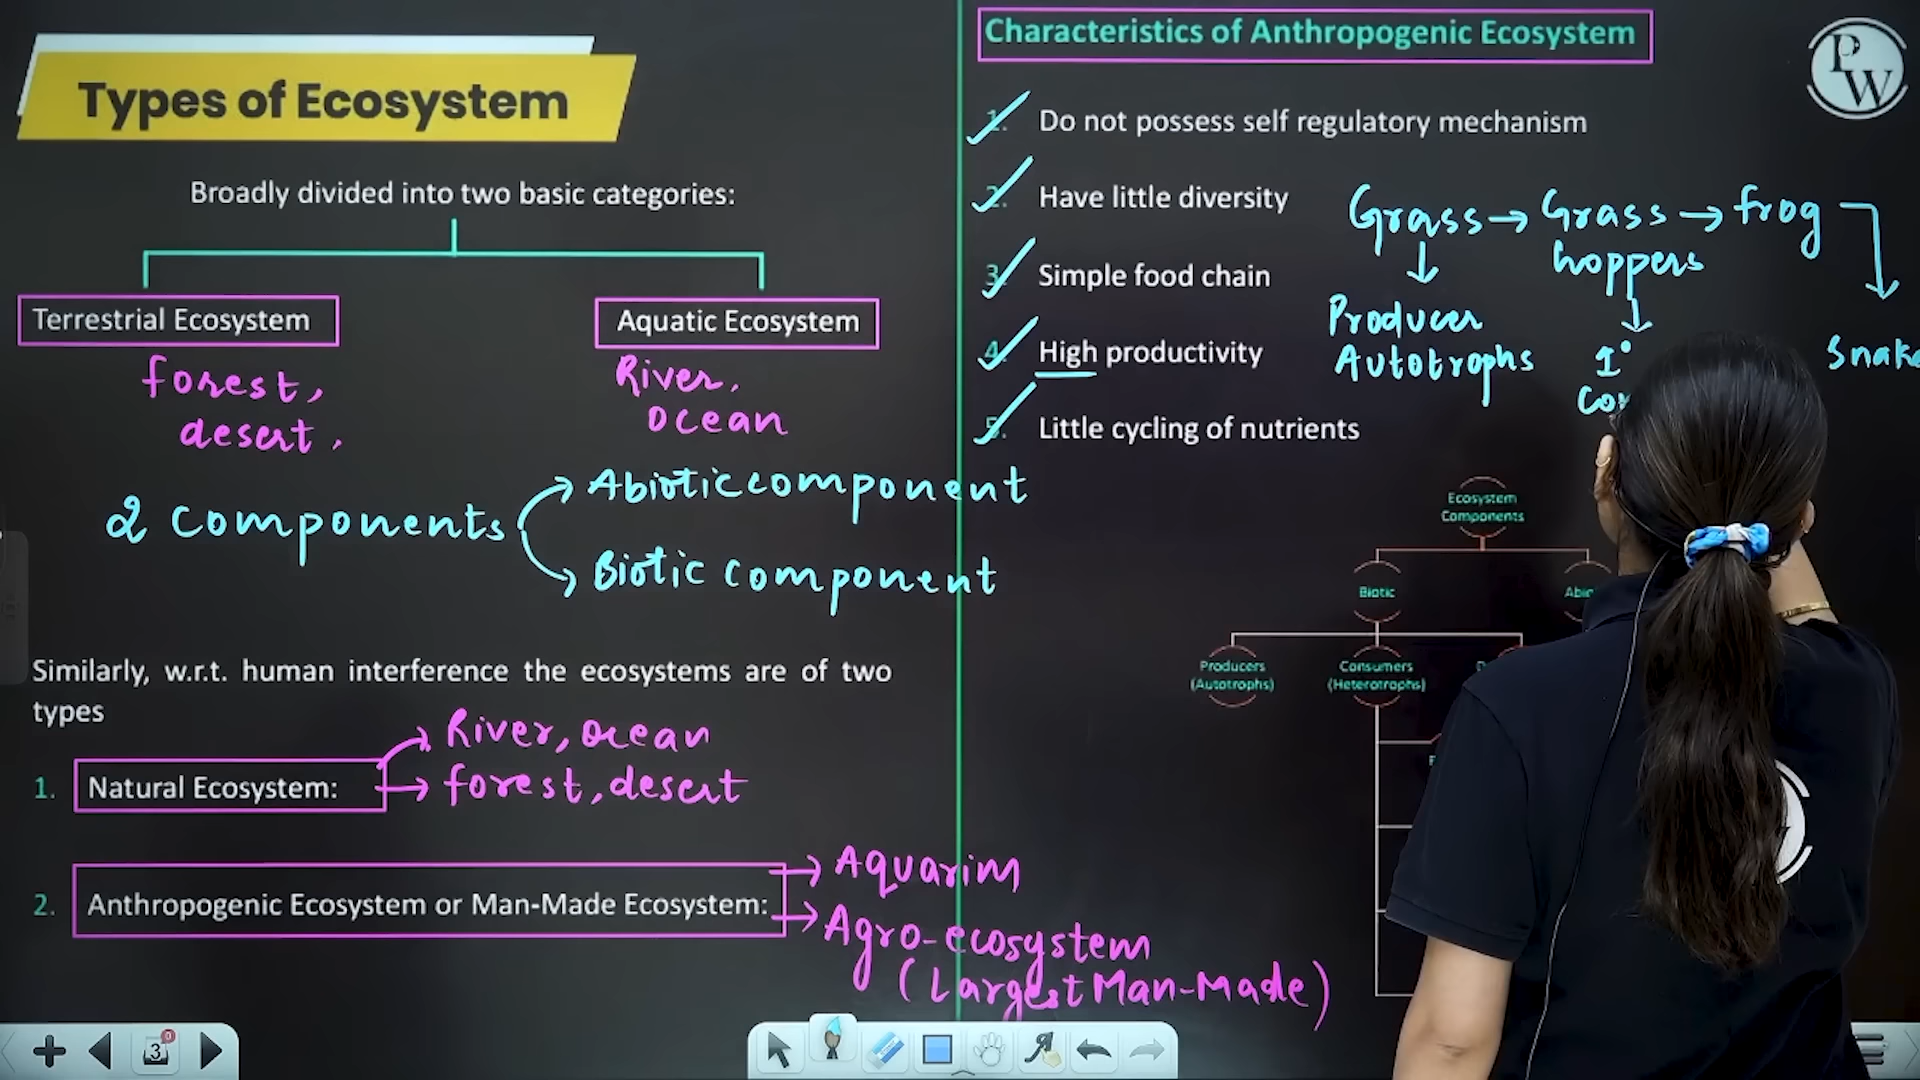 Types of Ecosystem
Broadly divided into two basic categories:
Terrestrial Ecosystem
Aquatic Ecosystem
forest,
desert,
River,
Ocean
2 components
Abiotic component
Biotic component
Similarly, w.r.t. human interference the ecosystems are of two
types
1. Natural Ecosystem:
River, Ocean
forest, desert
2. Anthropogenic Ecosystem or Man-Made Ecosystem:
Aquarim
Agro-ecosystem
(Largest Man-Made)
Characteristics of Anthropogenic Ecosystem
1. Do not possess self regulatory mechanism
2. Have little diversity
3. Simple food chain
4. High productivity
5. Little cycling of nutrients
Grass → Grass → frog
hoppers
Producer
Autotrophs
1°
Snake
Ecosystem
Components
Biotic
Producers
(Autotrophs)
Consumers
(Heterotrophs)
PW
3
0